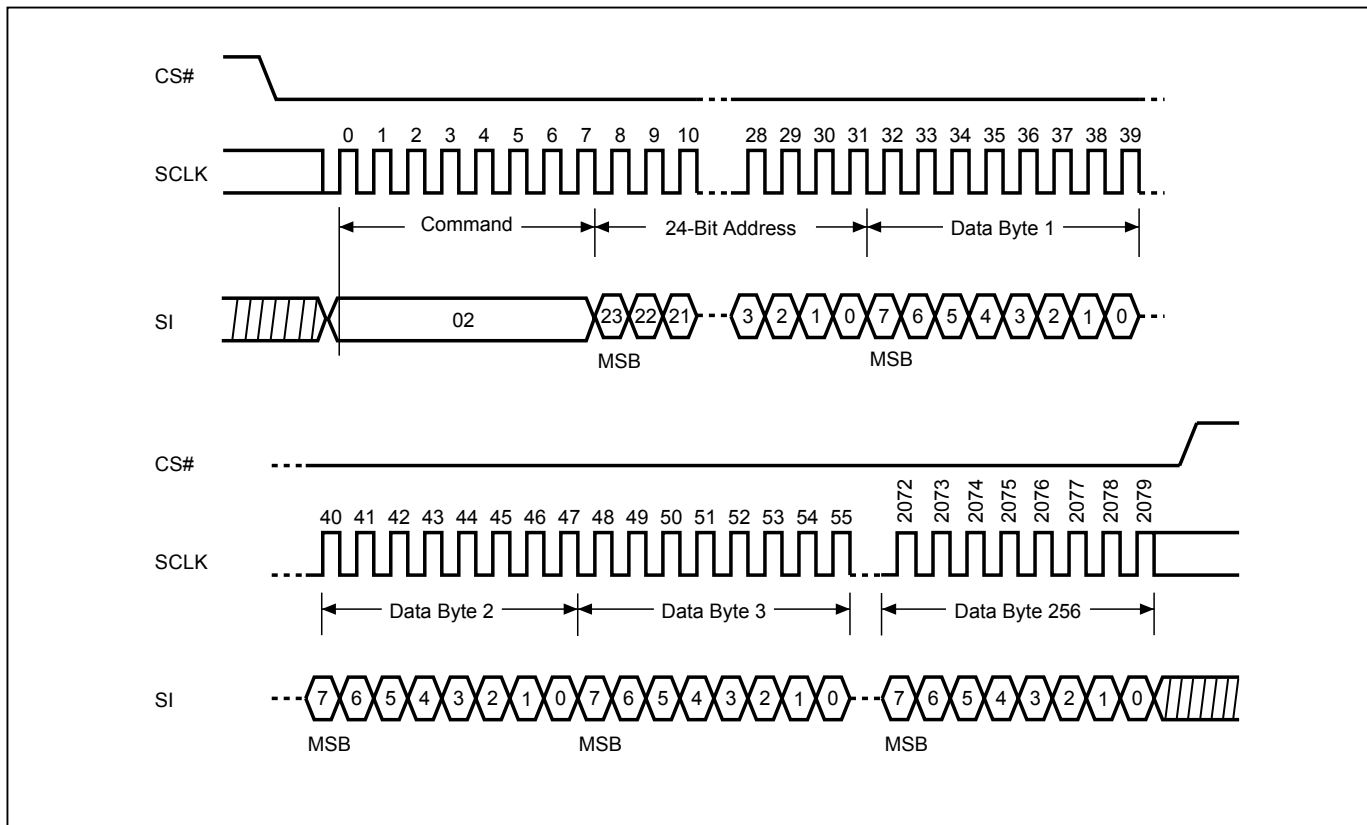 CS#
0 1 2 3 4 5 6 7 8 9 10 28 29 30 31 32 33 34 35 36 37 38 39
SCLK
Command 24-Bit Address Data Byte 1
SI 02 23 22 21 3 2 1 0 7 6 5 4 3 2 1 0
MSB MSB
CS#
40 41 42 43 44 45 46 47 48 49 50 51 52 53 54 55 2072 2073 2074 2075 2076 2077 2078 2079
SCLK
Data Byte 2 Data Byte 3 Data Byte 256
SI 7 6 5 4 3 2 1 0 7 6 5 4 3 2 1 0 7 6 5 4 3 2 1 0
MSB MSB MSB